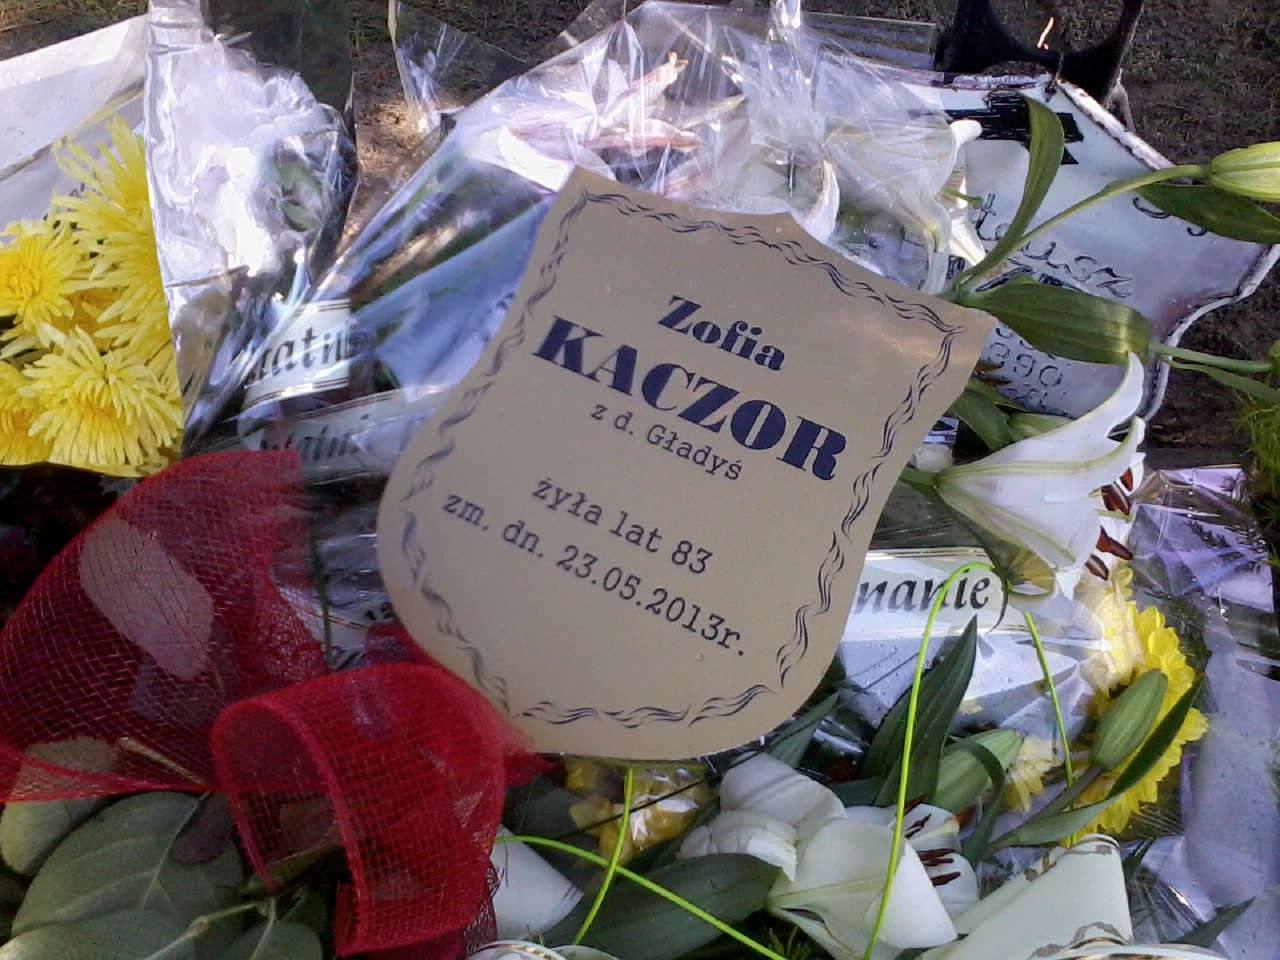 Zofia
KACZOR
z d. Gładyś
żyła lat 83
zm. dn. 23.05.2013r.